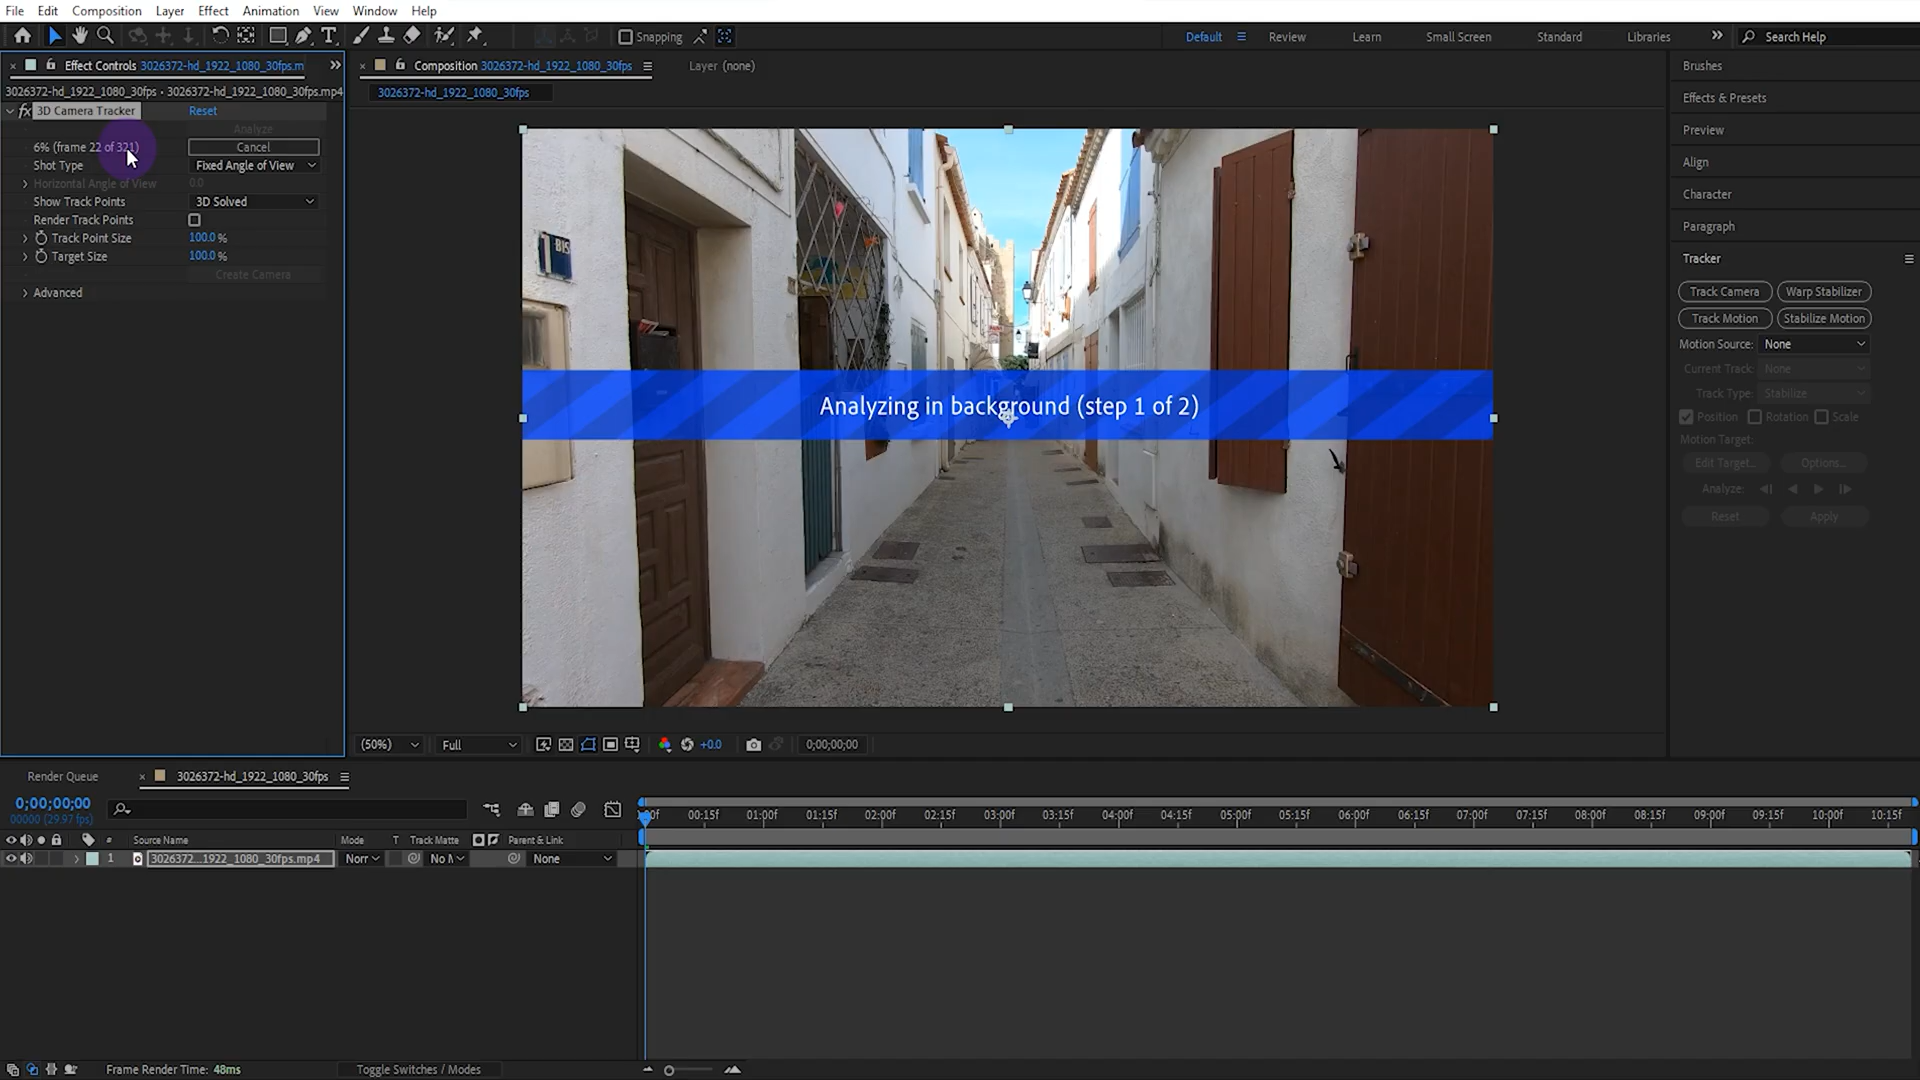 File Edit Composition Layer Effect Animation View Window Help
Snapping
Default Review Learn Small Screen Standard Libraries Search Help
Effect Controls 3026372-hd_1922_1080_30fps.m
3026372-hd_1922_1080_30fps • 3026372-hd_1922_1080_30fps.mp4
fx 3D Camera Tracker Reset
Analyze
6% (frame 22 of 321) Cancel
Shot Type Fixed Angle of View
Horizontal Angle of View 0.0
Show Track Points 3D Solved
Render Track Points
Track Point Size 100.0 %
Target Size 100.0 %
Create Camera
Advanced
Composition 3026372-hd_1922_1080_30fps Layer (none)
3026372-hd_1922_1080_30fps
1 BIS
Analyzing in background (step 1 of 2)
(50%) Full +0.0 0;00;00;00
Brushes
Effects & Presets
Preview
Align
Character
Paragraph
Tracker
Track Camera Warp Stabilizer
Track Motion Stabilize Motion
Motion Source: None
Current Track: None
Track Type: Stabilize
Position Rotation Scale
Motion Target:
Edit Target... Options...
Analyze:
Reset Apply
Render Queue 3026372-hd_1922_1080_30fps
0;00;00;00
00000 (29.97 fps)
:00f 00:15f 01:00f 01:15f 02:00f 02:15f 03:00f 03:15f 04:00f 04:15f 05:00f 05:15f 06:00f 06:15f 07:00f 07:15f 08:00f 08:15f 09:00f 09:15f 10:00f 10:15f
# Source Name Mode T Track Matte Parent & Link
1 3026372...1922_1080_30fps.mp4 Norr No M None
Frame Render Time: 48ms Toggle Switches / Modes